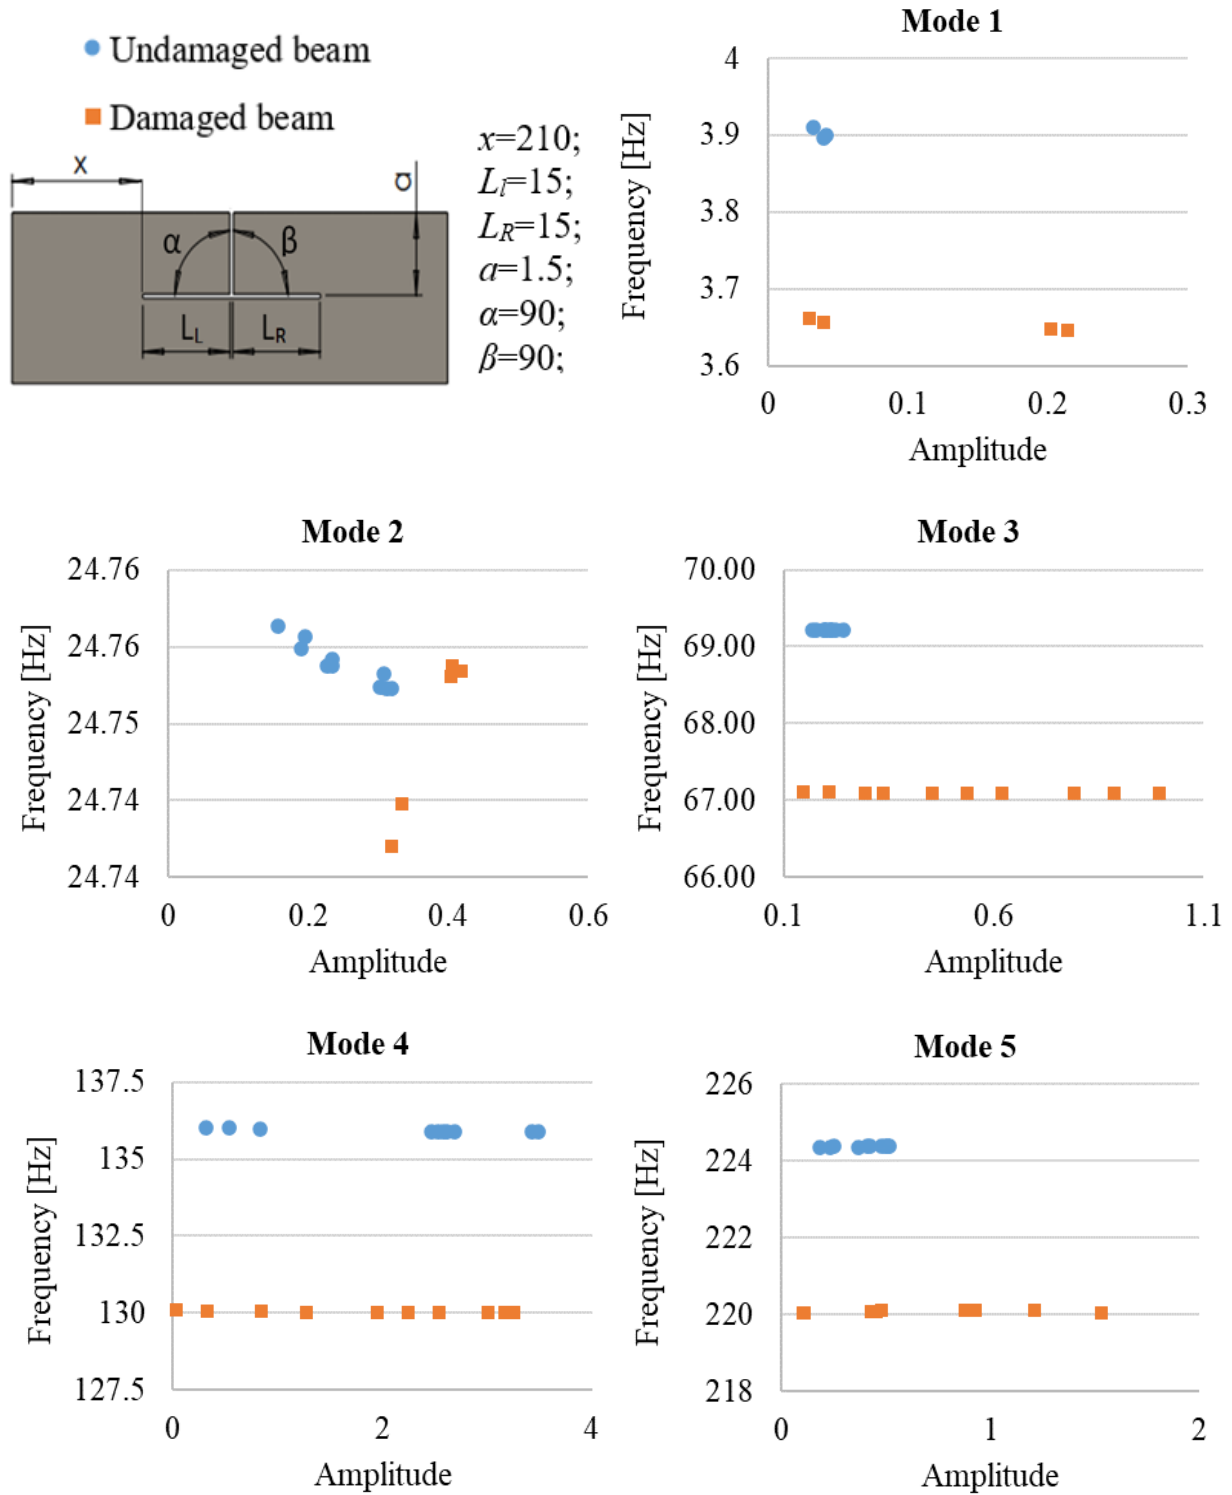 Undamaged beam
Damaged beam
x=210;
Ll=15;
LR=15;
a=1.5;
α=90;
β=90;
x
a
α
β
LL
LR
Mode 1
Frequency [Hz]
4
3.9
3.8
3.7
3.6
0 0.1 0.2 0.3
Amplitude
Mode 2
Frequency [Hz]
24.76
24.76
24.75
24.74
24.74
0 0.2 0.4 0.6
Amplitude
Mode 3
Frequency [Hz]
70.00
69.00
68.00
67.00
66.00
0.1 0.6 1.1
Amplitude
Mode 4
Frequency [Hz]
137.5
135
132.5
130
127.5
0 2 4
Amplitude
Mode 5
Frequency [Hz]
226
224
222
220
218
0 1 2
Amplitude